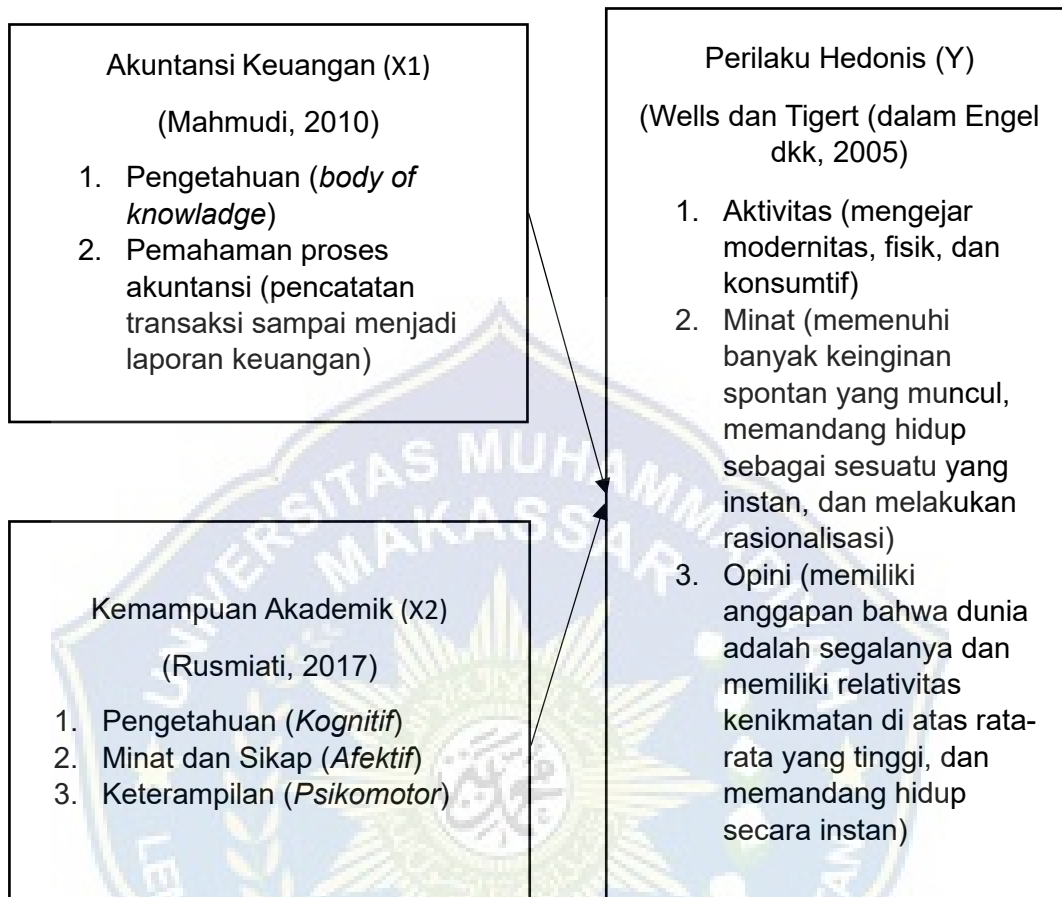 Akuntansi Keuangan (X1)
(Mahmudi, 2010)
1. Pengetahuan (body of
knowladge)
2. Pemahaman proses
akuntansi (pencatatan
transaksi sampai menjadi
laporan keuangan)
Kemampuan Akademik (X2)
(Rusmiati, 2017)
1. Pengetahuan (Kognitif)
2. Minat dan Sikap (Afektif)
3. Keterampilan (Psikomotor)
Perilaku Hedonis (Y)
(Wells dan Tigert (dalam Engel
dkk, 2005)
1. Aktivitas (mengejar
modernitas, fisik, dan
konsumtif)
2. Minat (memenuhi
banyak keinginan
spontan yang muncul,
memandang hidup
sebagai sesuatu yang
instan, dan melakukan
rasionalisasi)
3. Opini (memiliki
anggapan bahwa dunia
adalah segalanya dan
memiliki relativitas
kenikmatan di atas rata-
rata yang tinggi, dan
memandang hidup
secara instan)
UNIVERSITAS MUHAMMADIYAH
MAKASSAR